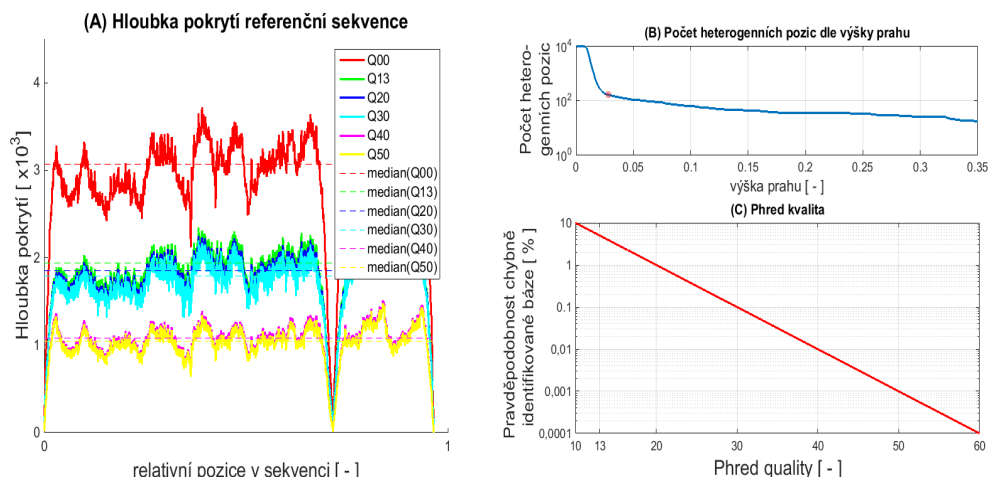 (A) Hloubka pokrytí referenční sekvence
Hloubka pokrytí [ x10³]
4
3
2
1
0
0
1
relativní pozice v sekvenci [ - ]
Q00
Q13
Q20
Q30
Q40
Q50
median(Q00)
median(Q13)
median(Q20)
median(Q30)
median(Q40)
median(Q50)
(B) Počet heterogenních pozic dle výšky prahu
Počet hetero-
genních pozic
10⁴
10²
10⁰
0
0.05
0.1
0.15
0.2
0.25
0.3
0.35
výška prahu [ - ]
(C) Phred kvalita
Pravděpodobnost chybně
identifikované báze [ % ]
10
1
0.1
0,01
0,001
0,0001
10
13
20
30
40
50
60
Phred quality [ - ]